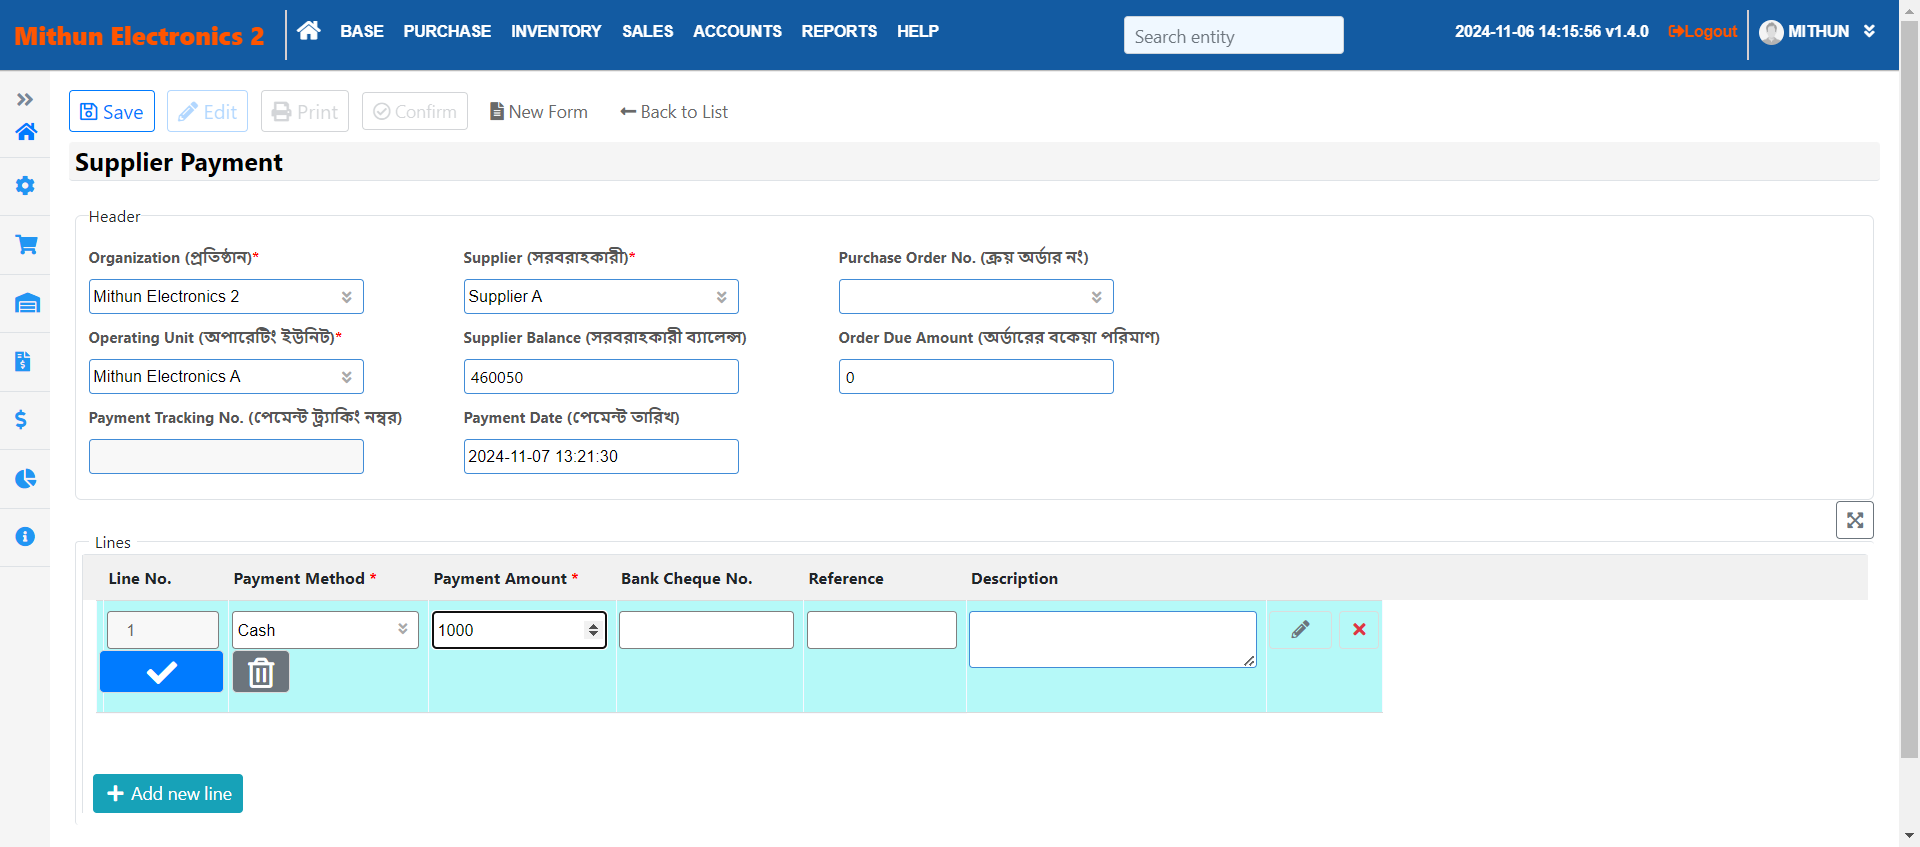 Mithun Electronics 2
BASE PURCHASE INVENTORY SALES ACCOUNTS REPORTS HELP
Search entity
2024-11-06 14:15:56 v1.4.0
Logout
MITHUN
Save Edit Print Confirm New Form Back to List
Supplier Payment
Header
Organization (প্রতিষ্ঠান)* Supplier (সরবরাহকারী)* Purchase Order No. (ক্রয় অর্ডার নং)
Mithun Electronics 2 Supplier A
Operating Unit (অপারেটিং ইউনিট)* Supplier Balance (সরবরাহকারী ব্যালেন্স) Order Due Amount (অর্ডারের বকেয়া পরিমাণ)
Mithun Electronics A 460050 0
Payment Tracking No. (পেমেন্ট ট্র্যাকিং নম্বর) Payment Date (পেমেন্ট তারিখ)
2024-11-07 13:21:30
Lines
Line No. Payment Method * Payment Amount * Bank Cheque No. Reference Description
1 Cash 1000
Add new line